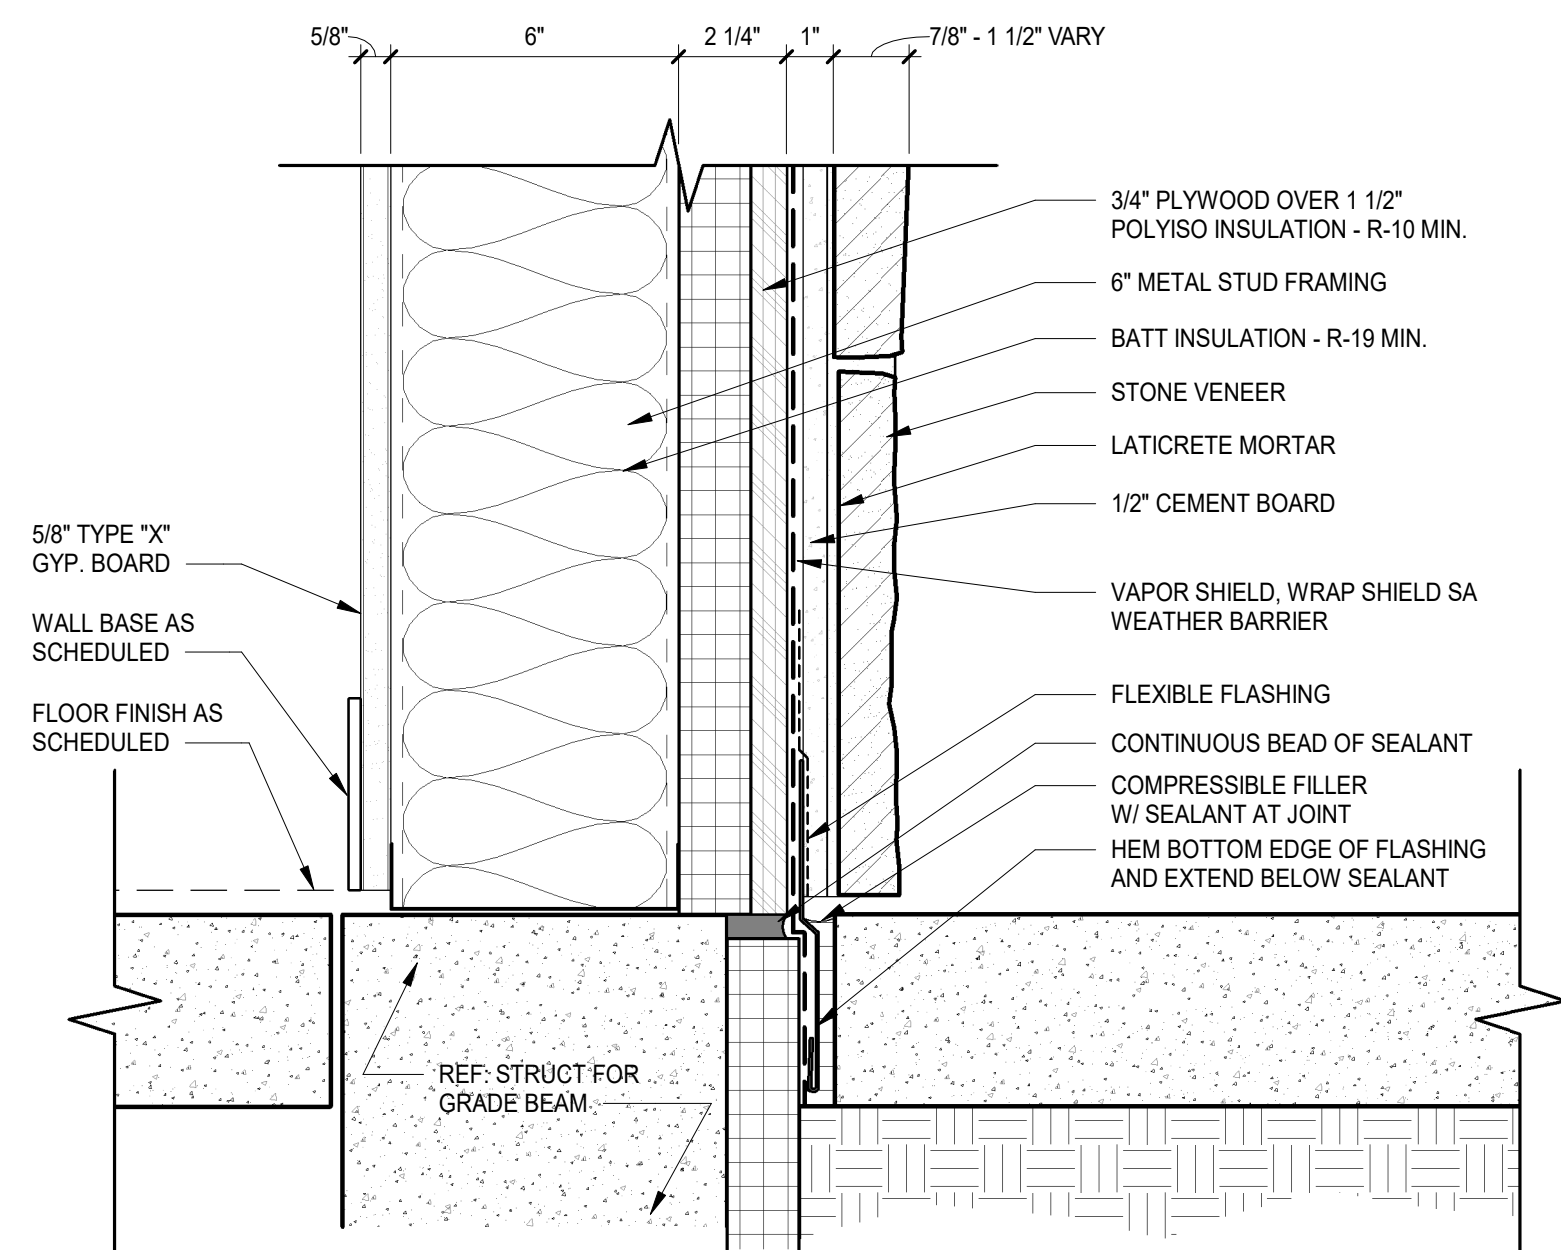 5/8"
6"
2 1/4"
1"
7/8" - 1 1/2" VARY
3/4" PLYWOOD OVER 1 1/2"
POLYISO INSULATION - R-10 MIN.
6" METAL STUD FRAMING
BATT INSULATION - R-19 MIN.
STONE VENEER
LATICRETE MORTAR
1/2" CEMENT BOARD
VAPOR SHIELD, WRAP SHIELD SA
WEATHER BARRIER
FLEXIBLE FLASHING
CONTINUOUS BEAD OF SEALANT
COMPRESSIBLE FILLER
W/ SEALANT AT JOINT
HEM BOTTOM EDGE OF FLASHING
AND EXTEND BELOW SEALANT
5/8" TYPE "X"
GYP. BOARD
WALL BASE AS
SCHEDULED
FLOOR FINISH AS
SCHEDULED
REF: STRUCT FOR
GRADE BEAM